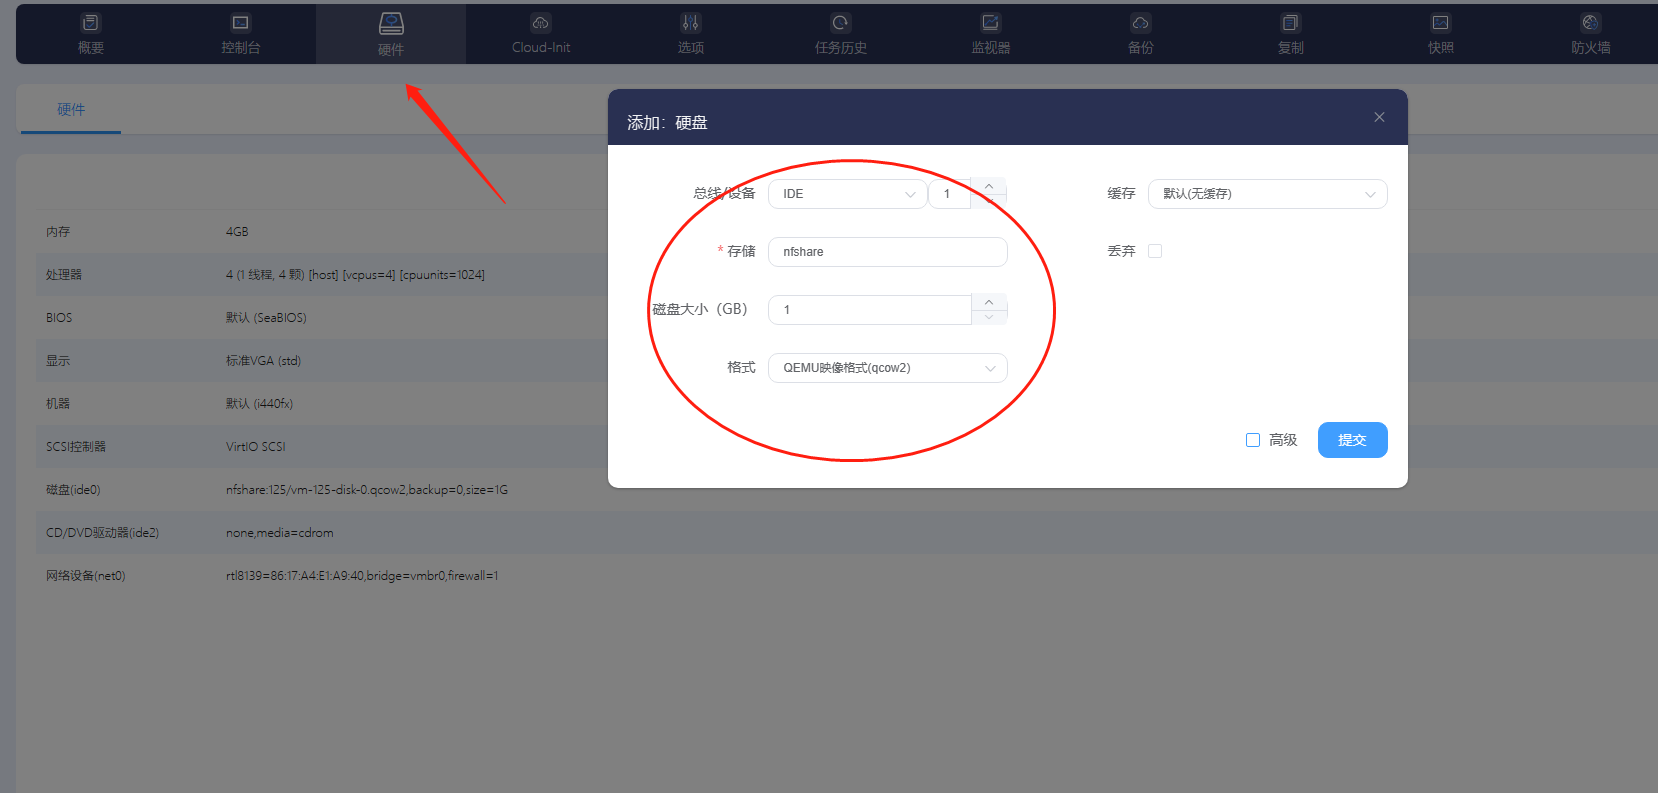 概要
控制台
硬件
Cloud-Init
选项
任务历史
监视器
备份
复制
快照
防火墙
硬件
添加：硬盘
总线/设备 IDE 1
缓存 默认(无缓存)
* 存储 nfshare
丢弃
磁盘大小（GB） 1
格式 QEMU映像格式(qcow2)
高级 提交
内存 4GB
处理器 4 (1 线程, 4 颗) [host] [vcpus=4] [cpuunits=1024]
BIOS 默认 (SeaBIOS)
显示 标准VGA (std)
机器 默认 (i440fx)
SCSI控制器 VirtIO SCSI
磁盘(ide0) nfshare:125/vm-125-disk-0.qcow2,backup=0,size=1G
CD/DVD驱动器(ide2) none,media=cdrom
网络设备(net0) rtl8139=86:17:A4:E1:A9:40,bridge=vmbr0,firewall=1